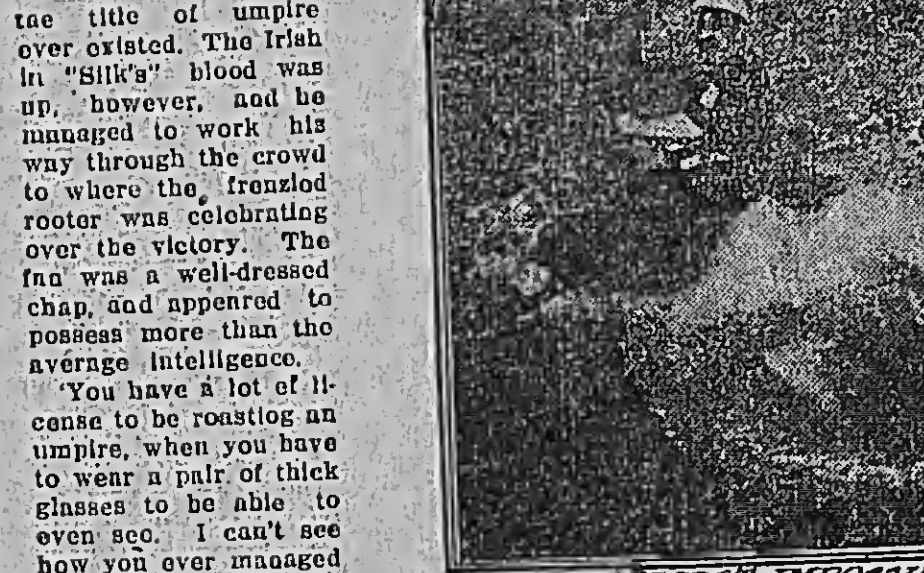 the title of umpire
ever existed. The Irish
in "Silk's" blood was
up, however, and he
managed to work his
way through the crowd
to where the frenzied
rooter was celebrating
over the victory. The
fan was a well-dressed
chap, and appeared to
possess more than the
average intelligence.
'You have a lot of li-
cense to be roasting an
umpire, when you have
to wear a pair of thick
glasses to be able to
even see. I can't see
how you ever managed